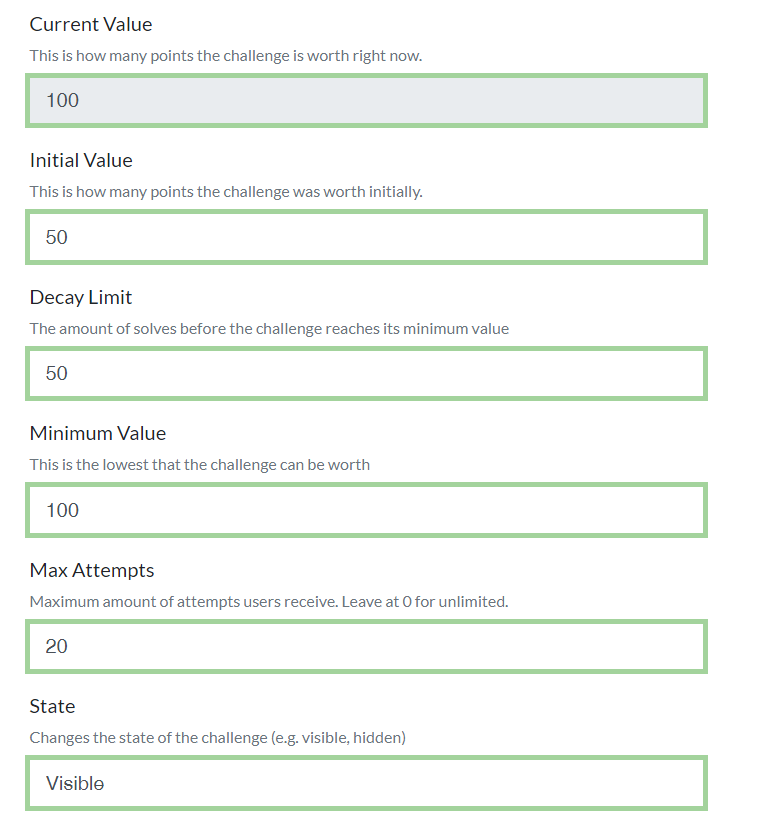 Current Value
This is how many points the challenge is worth right now.
100
Initial Value
This is how many points the challenge was worth initially.
50
Decay Limit
The amount of solves before the challenge reaches its minimum value
50
Minimum Value
This is the lowest that the challenge can be worth
100
Max Attempts
Maximum amount of attempts users receive. Leave at 0 for unlimited.
20
State
Changes the state of the challenge (e.g. visible, hidden)
Visible